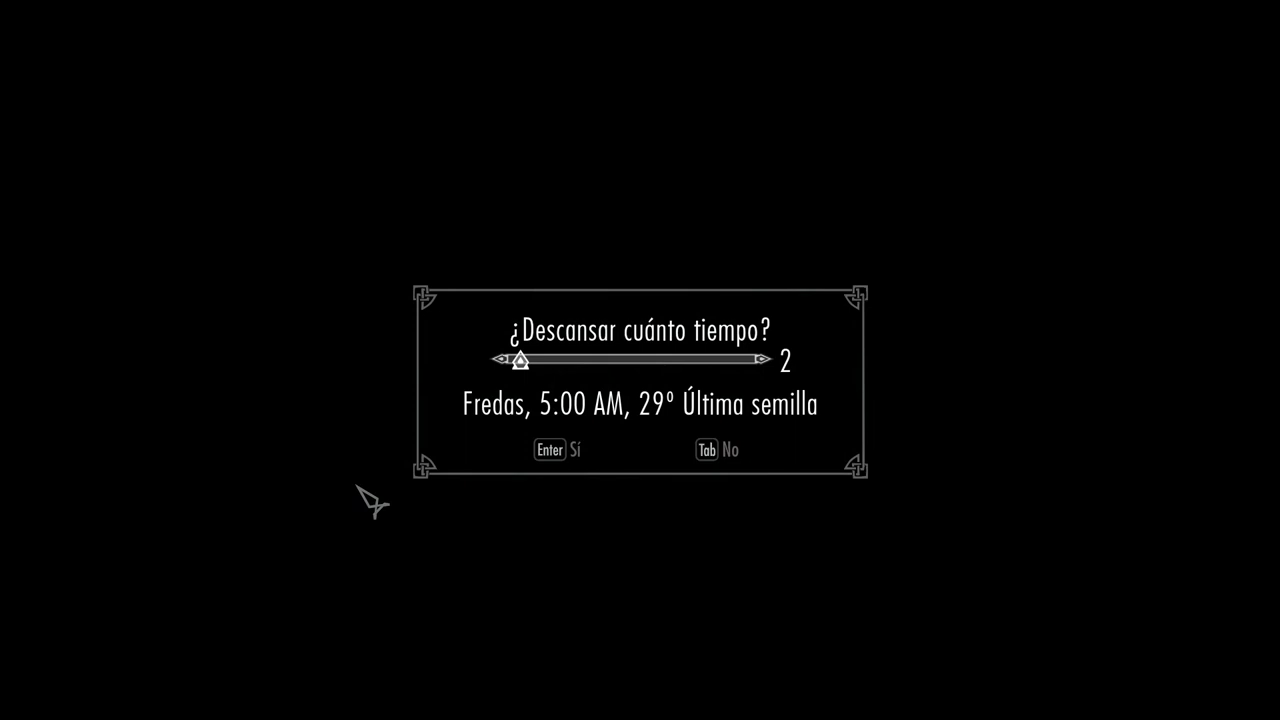 ¿Descansar cuánto tiempo?
2
Fredas, 5:00 AM, 29º Última semilla
Enter Sí Tab No